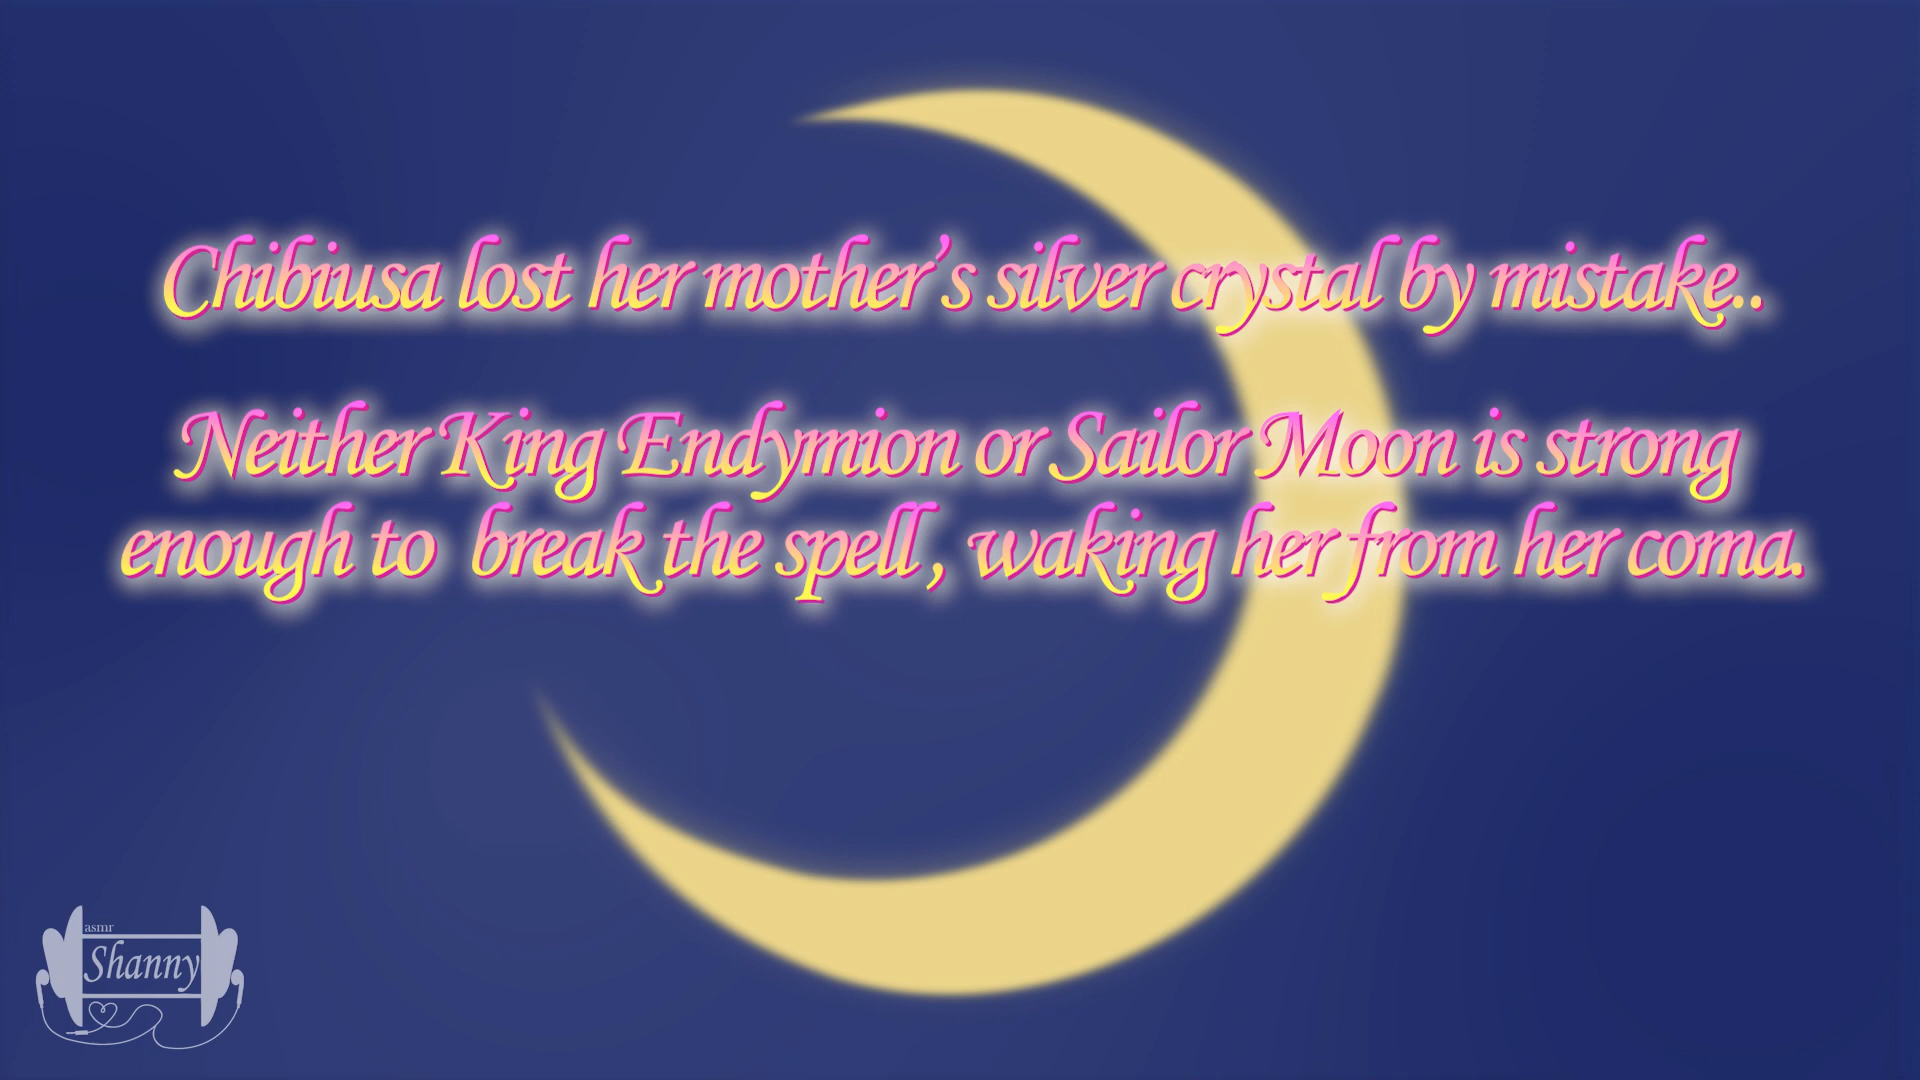 Chibiusa lost her mother's silver crystal by mistake..
Neither King Endymion or Sailor Moon is strong
enough to break the spell, waking her from her coma.
asmr
Shanny